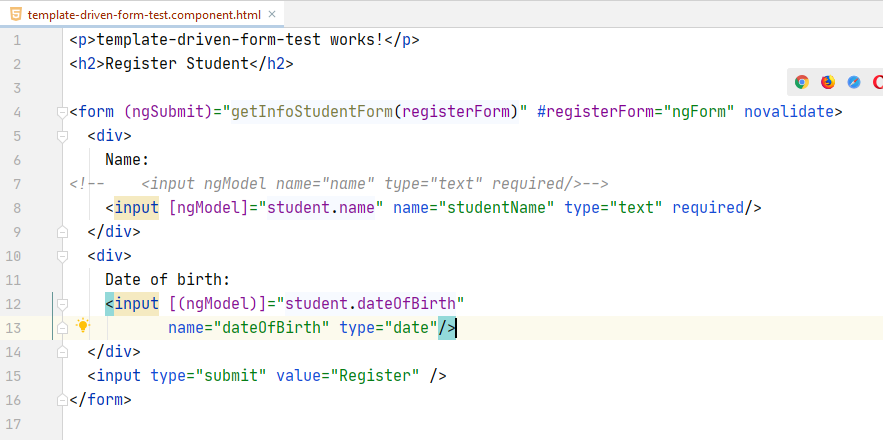 template-driven-form-test.component.html
1 <p>template-driven-form-test works!</p>
2 <h2>Register Student</h2>
3
4 <form (ngSubmit)="getInfoStudentForm(registerForm)" #registerForm="ngForm" novalidate>
5   <div>
6     Name:
7 <!--    <input ngModel name="name" type="text" required/>-->
8     <input [ngModel]="student.name" name="studentName" type="text" required/>
9   </div>
10   <div>
11     Date of birth:
12     <input [(ngModel)]="student.dateOfBirth"
13            name="dateOfBirth" type="date"/>
14   </div>
15   <input type="submit" value="Register" />
16 </form>
17